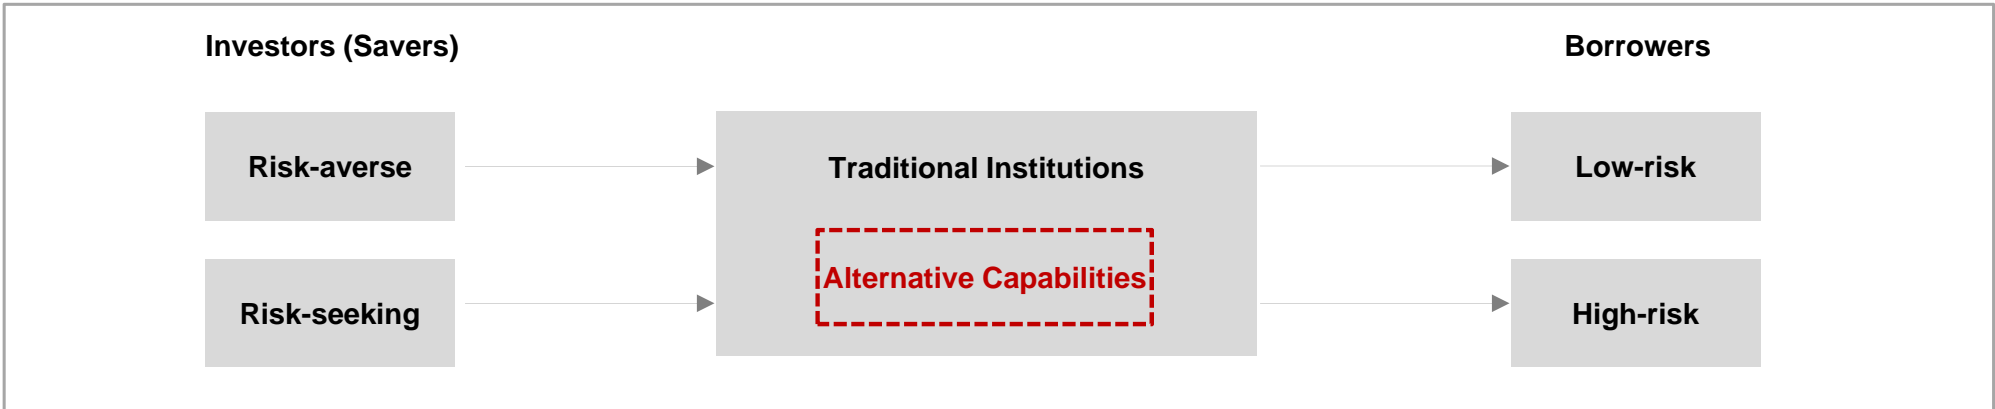 Investors (Savers)
Borrowers
Risk-averse
Traditional Institutions
Low-risk
Alternative Capabilities
Risk-seeking
High-risk